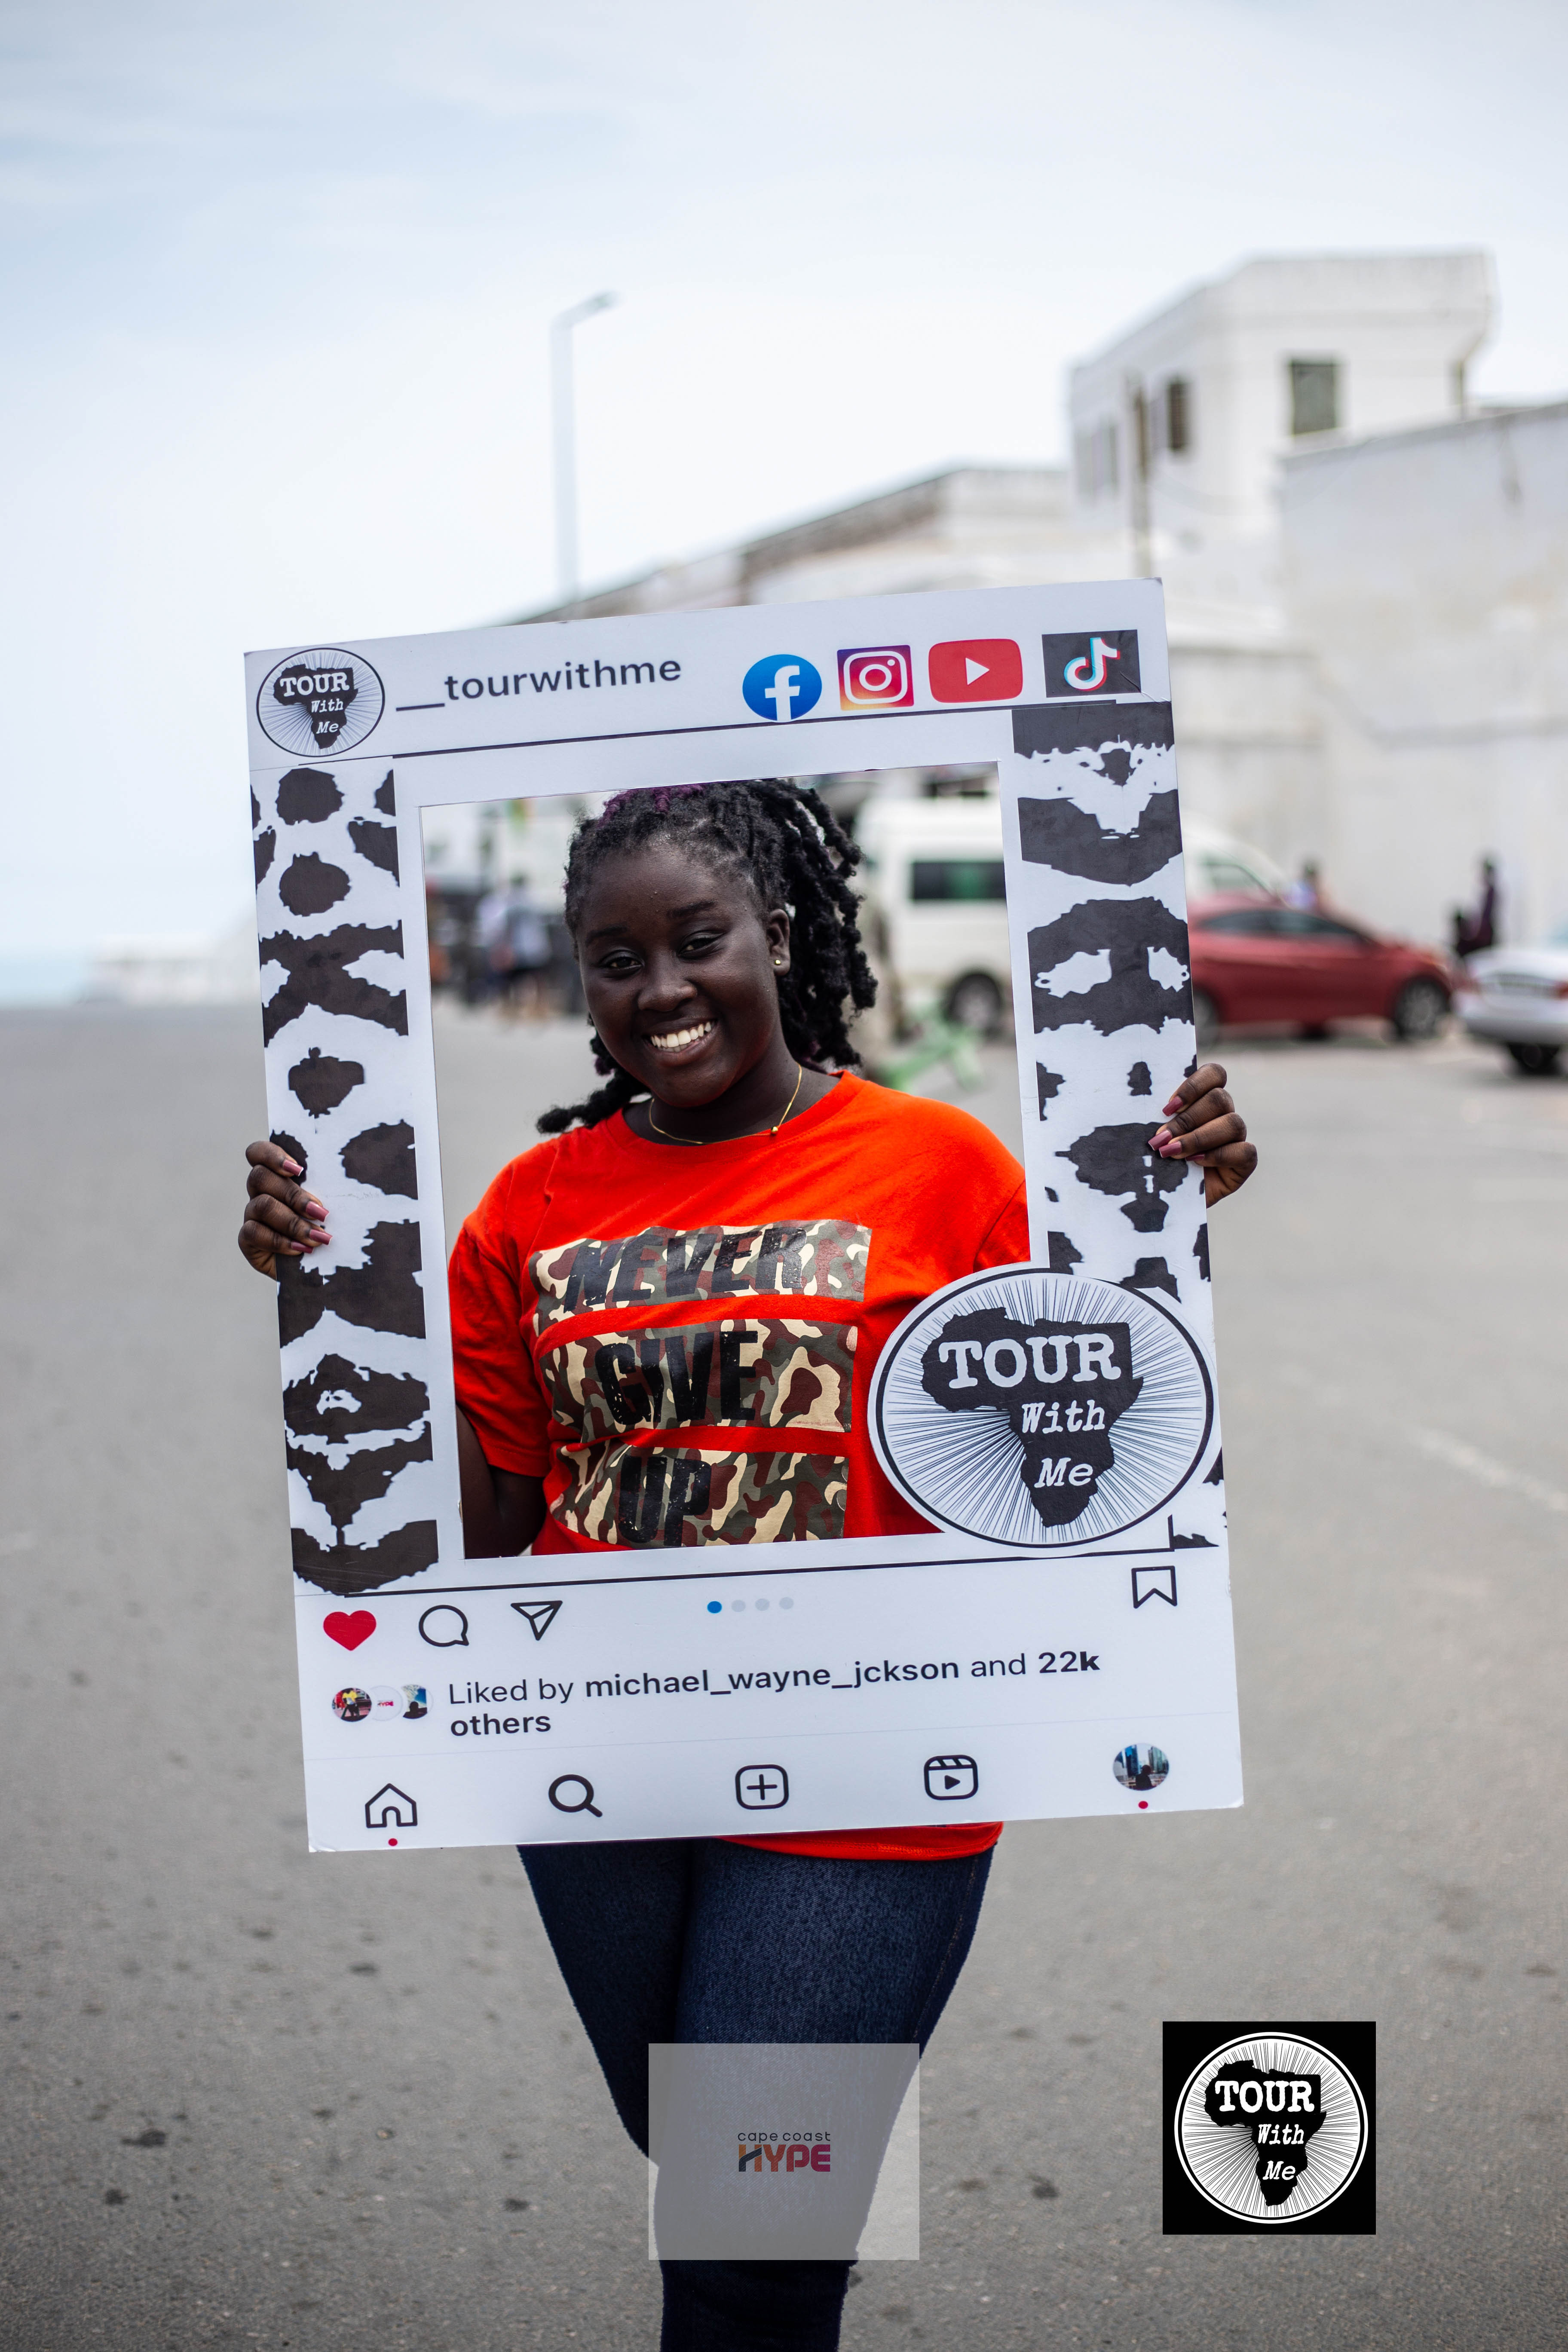 TOUR
With
Me
__tourwithme
NEVER
GIVE
UP
TOUR
With
Me
Liked by michael_wayne_jckson and 22k
others
cape coast
HYPE
TOUR
With
Me